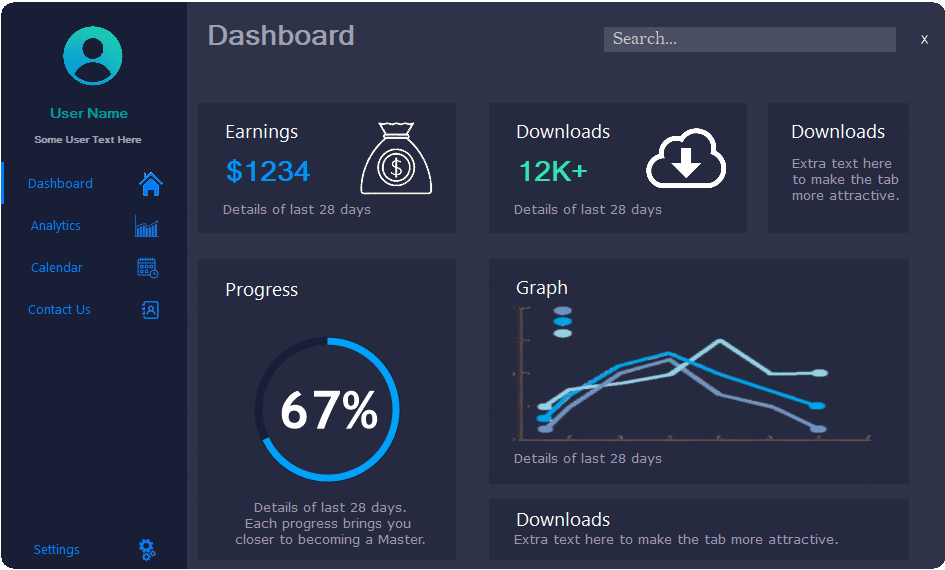 User Name
Some User Text Here
Dashboard
Analytics
Calendar
Contact Us
Settings
Dashboard
Search...
X
Earnings
$1234
$
Details of last 28 days
Downloads
12K+
Details of last 28 days
Downloads
Extra text here
to make the tab
more attractive.
Progress
67%
Details of last 28 days.
Each progress brings you
closer to becoming a Master.
Graph
Details of last 28 days
Downloads
Extra text here to make the tab more attractive.